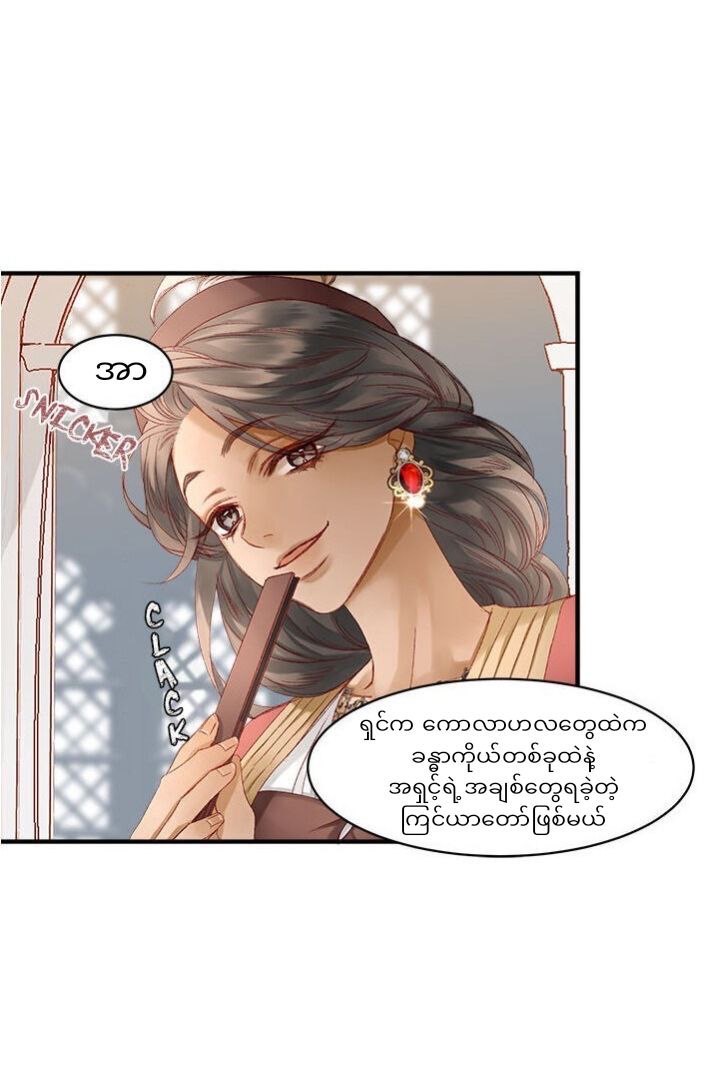 အာ
SNICKER
CLACK
ရှင်က ကောလာဟလတွေထဲက
ခန္ဓာကိုယ်တစ်ခုထဲနဲ့
အရှင့်ရဲ့အချစ်တွေရခဲ့တဲ့
ကြင်ယာတော်ဖြစ်မယ်